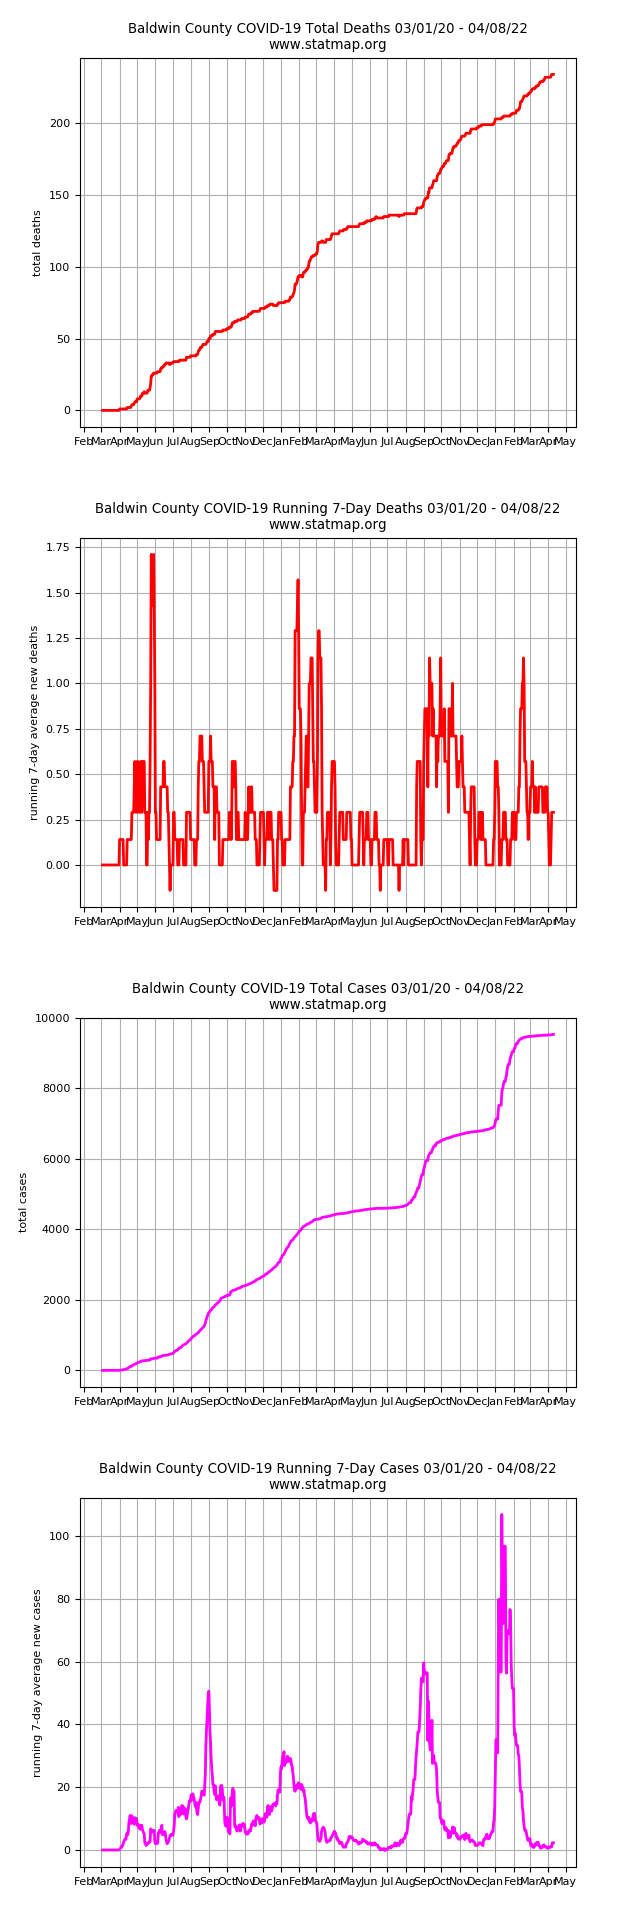 Baldwin County COVID-19 Total Deaths 03/01/20 - 04/08/22
www.statmap.org
total deaths
200
150
100
50
0
Feb Mar Apr May Jun Jul Aug Sep Oct Nov Dec Jan Feb Mar Apr May Jun Jul Aug Sep Oct Nov Dec Jan Feb Mar Apr May
Baldwin County COVID-19 Running 7-Day Deaths 03/01/20 - 04/08/22
www.statmap.org
running 7-day average new deaths
1.75
1.50
1.25
1.00
0.75
0.50
0.25
0.00
Feb Mar Apr May Jun Jul Aug Sep Oct Nov Dec Jan Feb Mar Apr May Jun Jul Aug Sep Oct Nov Dec Jan Feb Mar Apr May
Baldwin County COVID-19 Total Cases 03/01/20 - 04/08/22
www.statmap.org
total cases
10000
8000
6000
4000
2000
0
Feb Mar Apr May Jun Jul Aug Sep Oct Nov Dec Jan Feb Mar Apr May Jun Jul Aug Sep Oct Nov Dec Jan Feb Mar Apr May
Baldwin County COVID-19 Running 7-Day Cases 03/01/20 - 04/08/22
www.statmap.org
running 7-day average new cases
100
80
60
40
20
0
Feb Mar Apr May Jun Jul Aug Sep Oct Nov Dec Jan Feb Mar Apr May Jun Jul Aug Sep Oct Nov Dec Jan Feb Mar Apr May